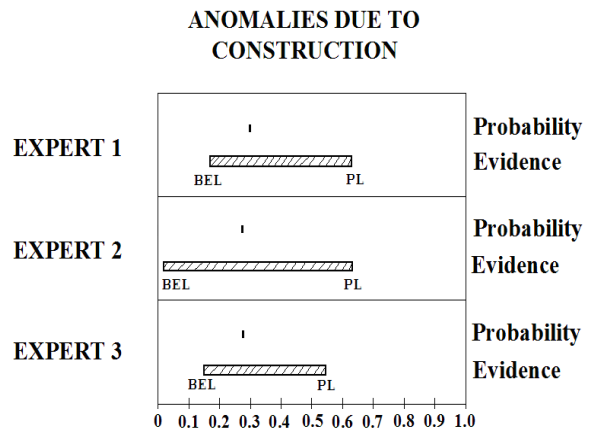 ANOMALIES DUE TO
CONSTRUCTION
EXPERT 1
Probability
Evidence
BEL PL
EXPERT 2
Probability
Evidence
BEL PL
EXPERT 3
Probability
Evidence
BEL PL
0 0.1 0.2 0.3 0.4 0.5 0.6 0.7 0.8 0.9 1.0